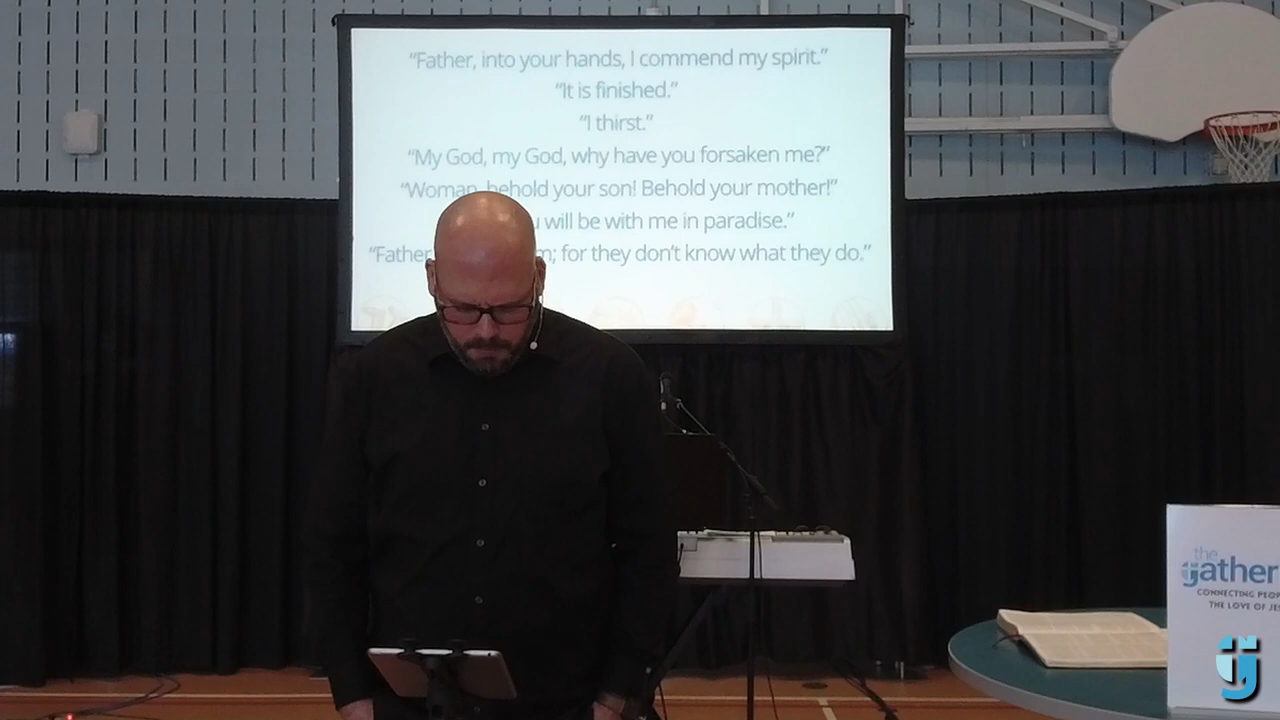 “Father, into your hands, I commend my spirit.”
“It is finished.”
“I thirst.”
“My God, my God, why have you forsaken me?”
“Woman, behold your son! Behold your mother!”
will be with me in paradise.”
“Father for they don’t know what they do.”
the
gather
CONNECTING
THE LOVE OF